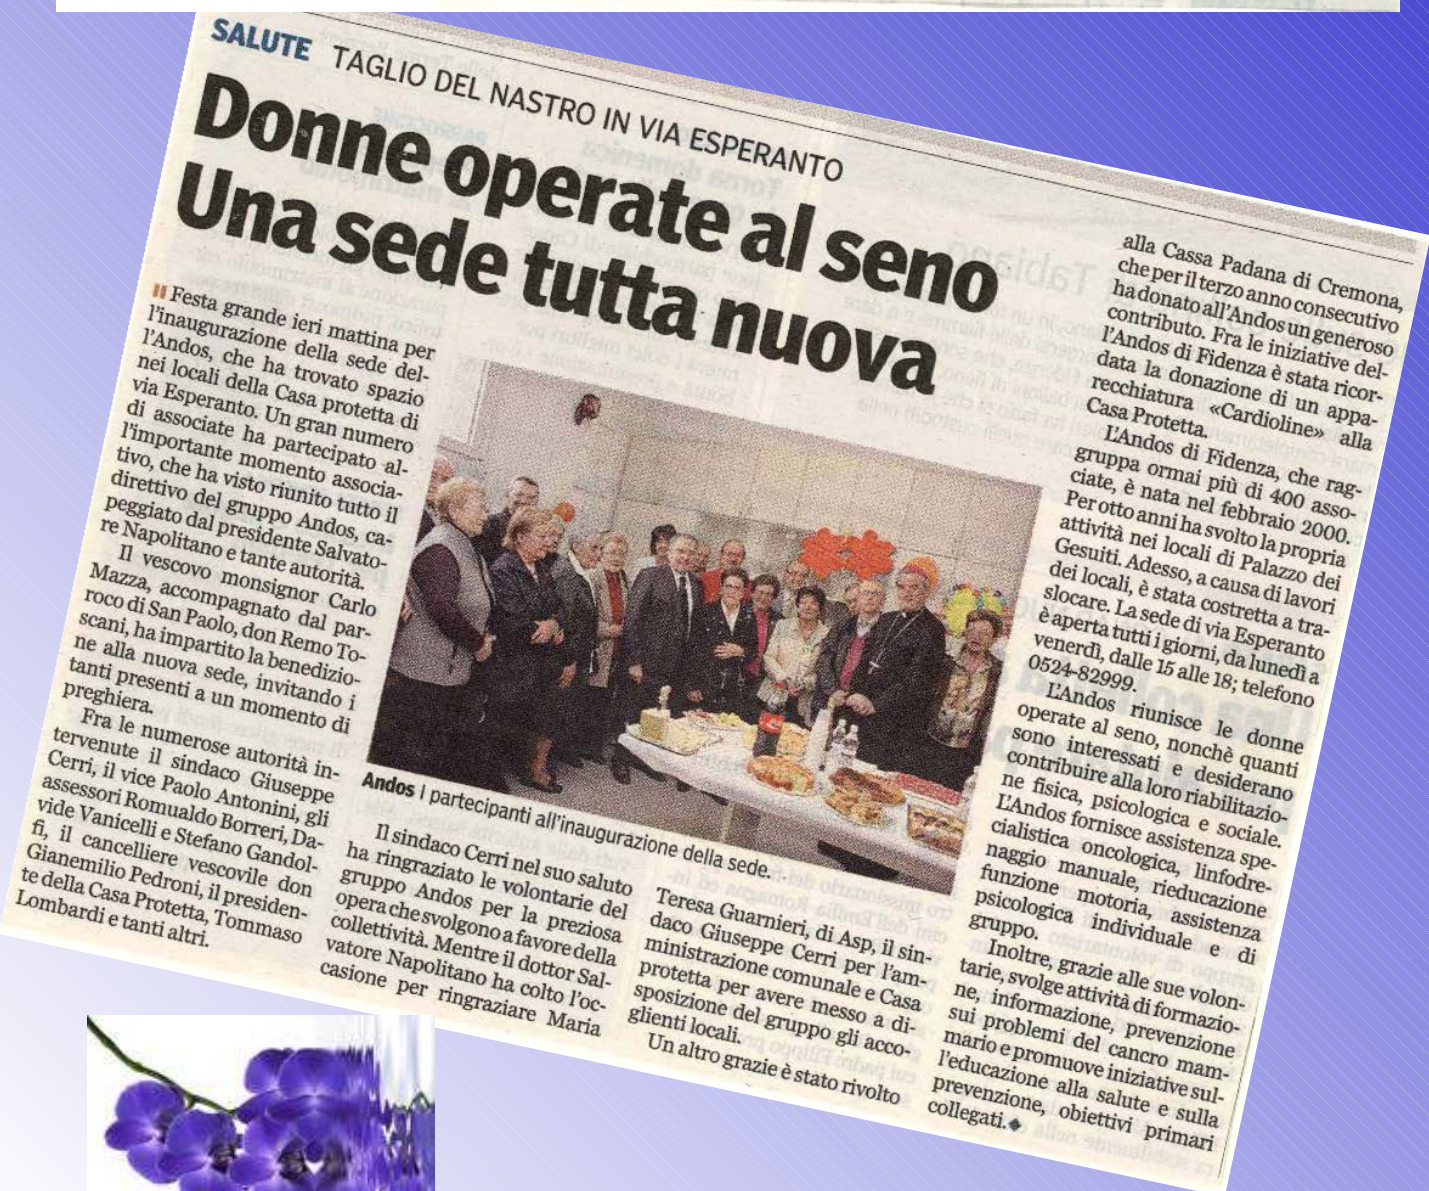 SALUTE TAGLIO DEL NASTRO IN VIA ESPERANTO
Donne operate al seno
Una sede tutta nuova
Festa grande ieri mattina per
l'inaugurazione della sede del-
l'Andos, che ha trovato spazio
nei locali della Casa protetta di
via Esperanto. Un gran numero
di associate ha partecipato al-
l'importante momento associa-
tivo, che ha visto riunito tutto il
direttivo del gruppo Andos, ca-
peggiato dal presidente Salvato-
re Napolitano e tante autorità.
Il vescovo monsignor Carlo
Mazza, accompagnato dal par-
roco di San Paolo, don Remo To-
scani, ha impartito la benedizio-
ne alla nuova sede, invitando i
tanti presenti a un momento di
preghiera.
Fra le numerose autorità in-
tervenute il sindaco Giuseppe
Cerri, il vice Paolo Antonini, gli
assessori Romualdo Borreri, Da-
vide Vanicelli e Stefano Gandol-
fi, il cancelliere vescovile don
Gianemilio Pedroni, il presiden-
te della Casa Protetta, Tommaso
Lombardi e tanti altri.
Andos I partecipanti all'inaugurazione della sede.
Il sindaco Cerri nel suo saluto
ha ringraziato le volontarie del
gruppo Andos per la preziosa
opera che svolgono a favore della
collettività. Mentre il dottor Sal-
vatore Napolitano ha colto l'oc-
casione per ringraziare Maria
Teresa Guarnieri, di Asp, il sin-
daco Giuseppe Cerri per l'am-
ministrazione comunale e Casa
protetta per avere messo a di-
sposizione del gruppo gli acco-
glienti locali.
Un altro grazie è stato rivolto
alla Cassa Padana di Cremona,
che per il terzo anno consecutivo
ha donato all'Andos un generoso
contributo. Fra le iniziative del-
l'Andos di Fidenza è stata ricor-
data la donazione di un appa-
recchiatura «Cardioline» alla
Casa Protetta.
L'Andos di Fidenza, che rag-
gruppa ormai più di 400 asso-
ciate, è nata nel febbraio 2000.
Per otto anni ha svolto la propria
attività nei locali di Palazzo dei
Gesuiti. Adesso, a causa di lavori
dei locali, è stata costretta a tra-
slocare. La sede di via Esperanto
è aperta tutti i giorni, da lunedì a
venerdì, dalle 15 alle 18; telefono
0524-82999.
L'Andos riunisce le donne
operate al seno, nonchè quanti
sono interessati e desiderano
contribuire alla loro riabilitazio-
ne fisica, psicologica e sociale.
L'Andos fornisce assistenza spe-
cialistica oncologica, linfodre-
naggio manuale, rieducazione
funzione motoria, assistenza
psicologica individuale e di
gruppo.
Inoltre, grazie alle sue volon-
tarie, svolge attività di formazio-
ne, informazione, prevenzione
sui problemi del cancro mam-
mario e promuove iniziative sul-
l'educazione alla salute e sulla
prevenzione, obiettivi primari
collegati.◆